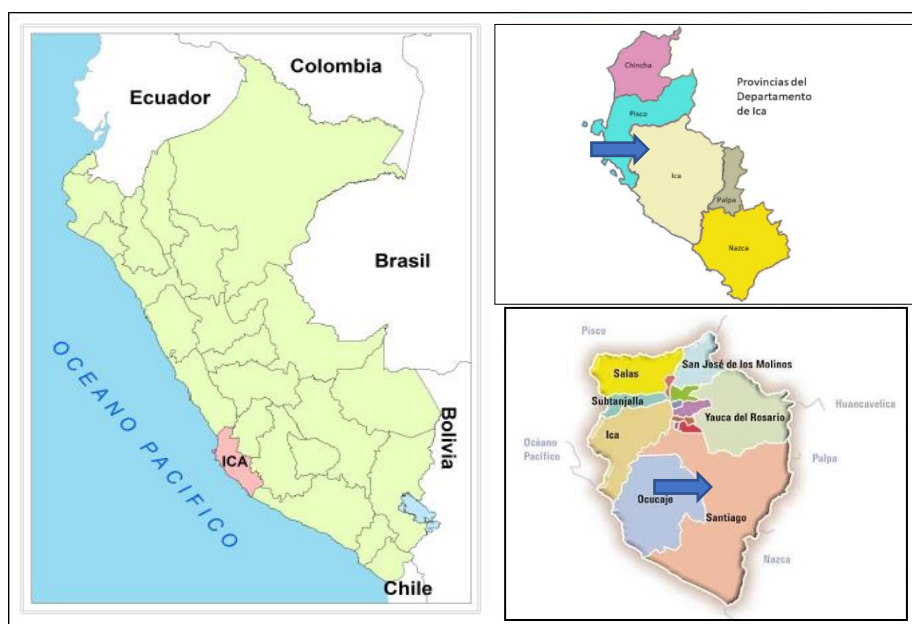 Colombia
Ecuador
Brasil
OCEANO PACIFICO
ICA
Bolivia
Chile
Chincha
Provincias del
Departamento
de Ica
Pisco
Ica
Palpa
Nazca
Pisco
San José de los Molinos
Salas
Subtanjalla
Huancavelica
Yauca del Rosario
Ica
Océano
Pacífico
Palpa
Ocucaje
Santiago
Nazca